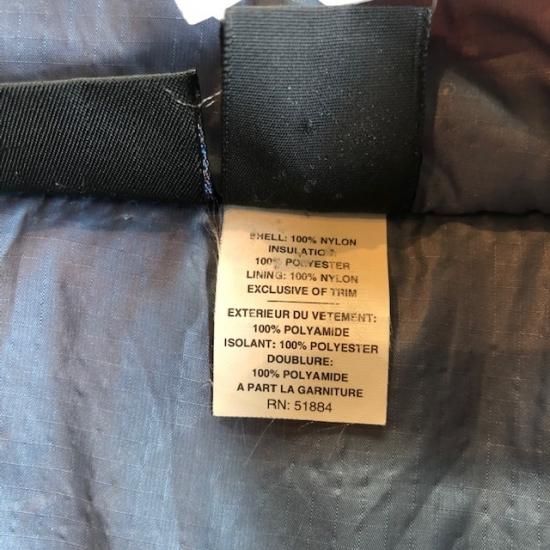 SHELL: 100% NYLON
INSULATION:
100% POLYESTER
LINING: 100% NYLON
EXCLUSIVE OF TRIM
EXTERIEUR DU VETEMENT:
100% POLYAMIDE
ISOLANT: 100% POLYESTER
DOUBLURE:
100% POLYAMIDE
A PART LA GARNITURE
RN: 51884